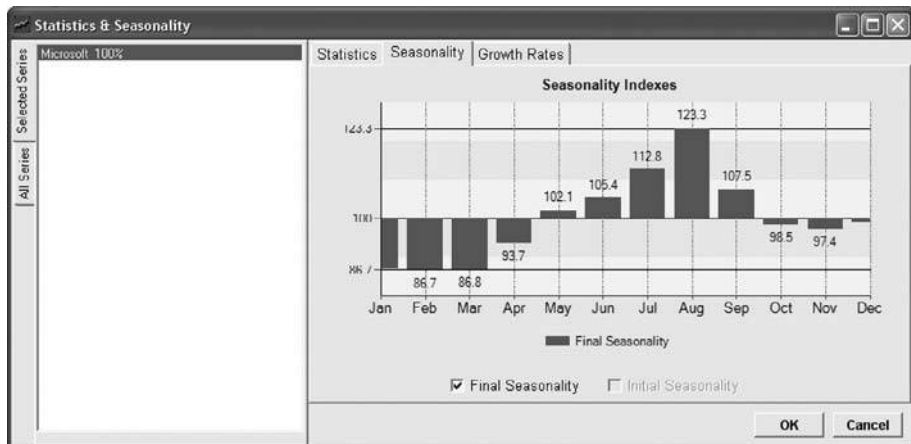 Statistics & Seasonality
Selected Series
All Series
Microsoft 100%
Statistics
Seasonality
Growth Rates
Seasonality Indexes
123.3
100
86.7
86.7
86.8
93.7
102.1
105.4
112.8
123.3
107.5
98.5
97.4
Jan Feb Mar Apr May Jun Jul Aug Sep Oct Nov Dec
Final Seasonality
Final Seasonality
Initial Seasonality
OK
Cancel